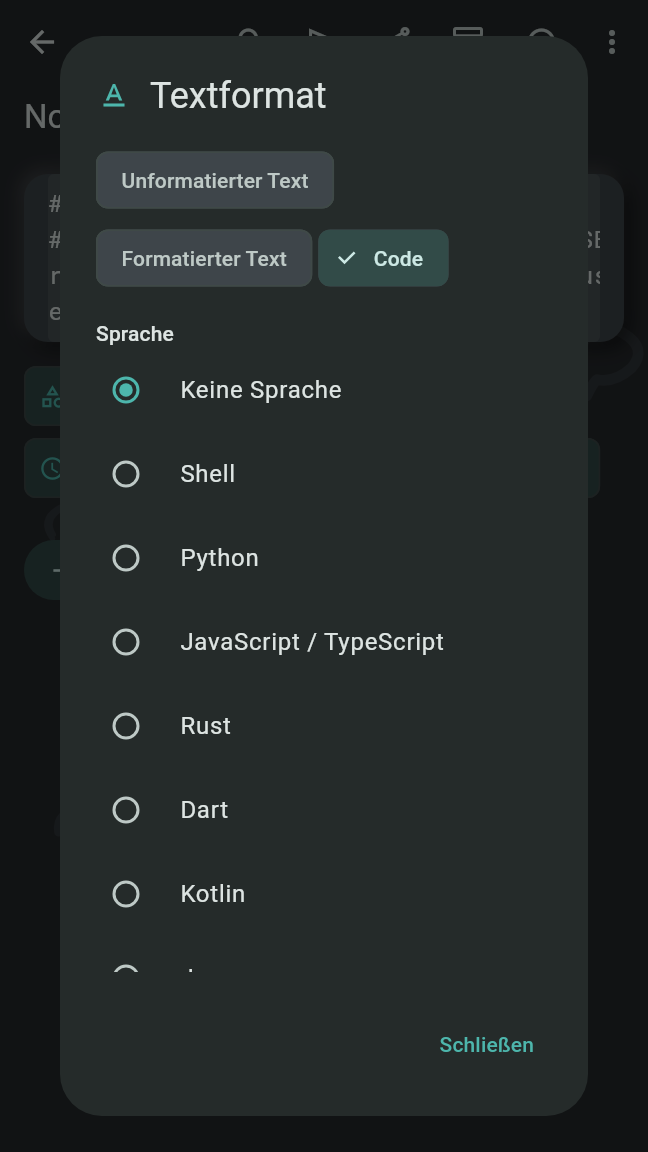 Textformat
Unformatierter Text
Formatierter Text
Code
Sprache
Keine Sprache
Shell
Python
JavaScript / TypeScript
Rust
Dart
Kotlin
Schließen